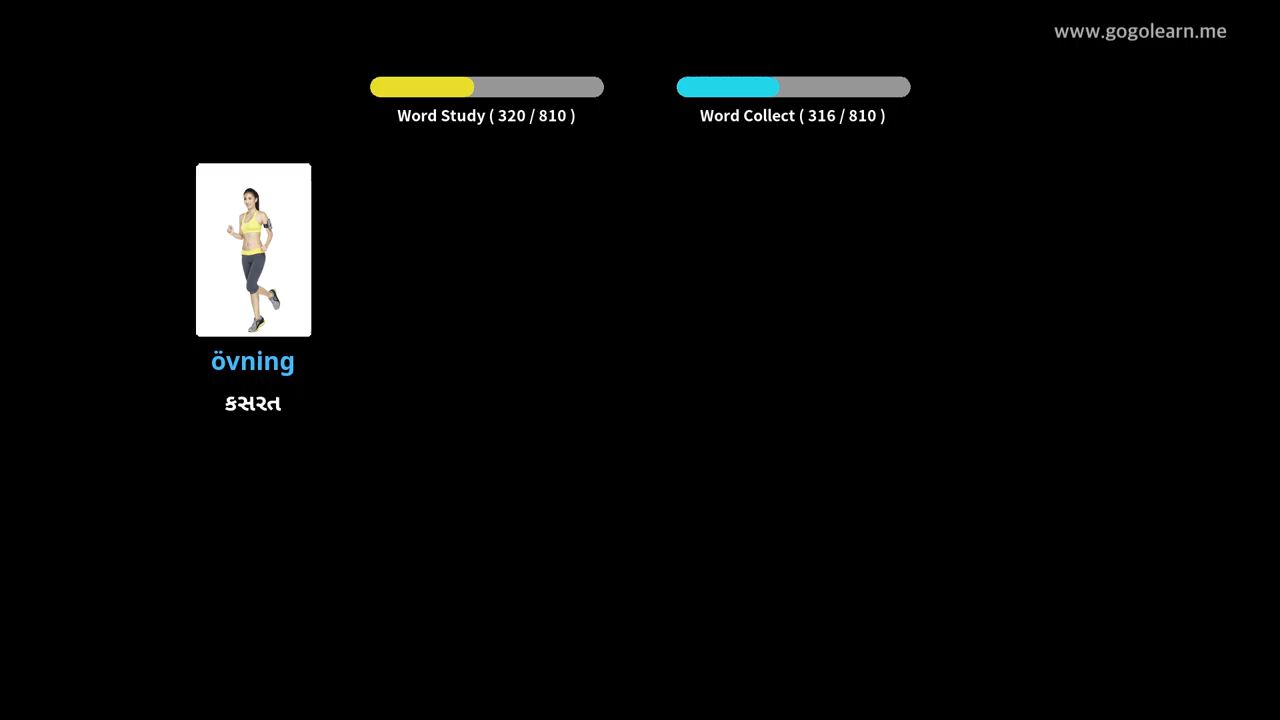 www.gogolearn.me
Word Study ( 320 / 810 )
Word Collect ( 316 / 810 )
övning
કસરત